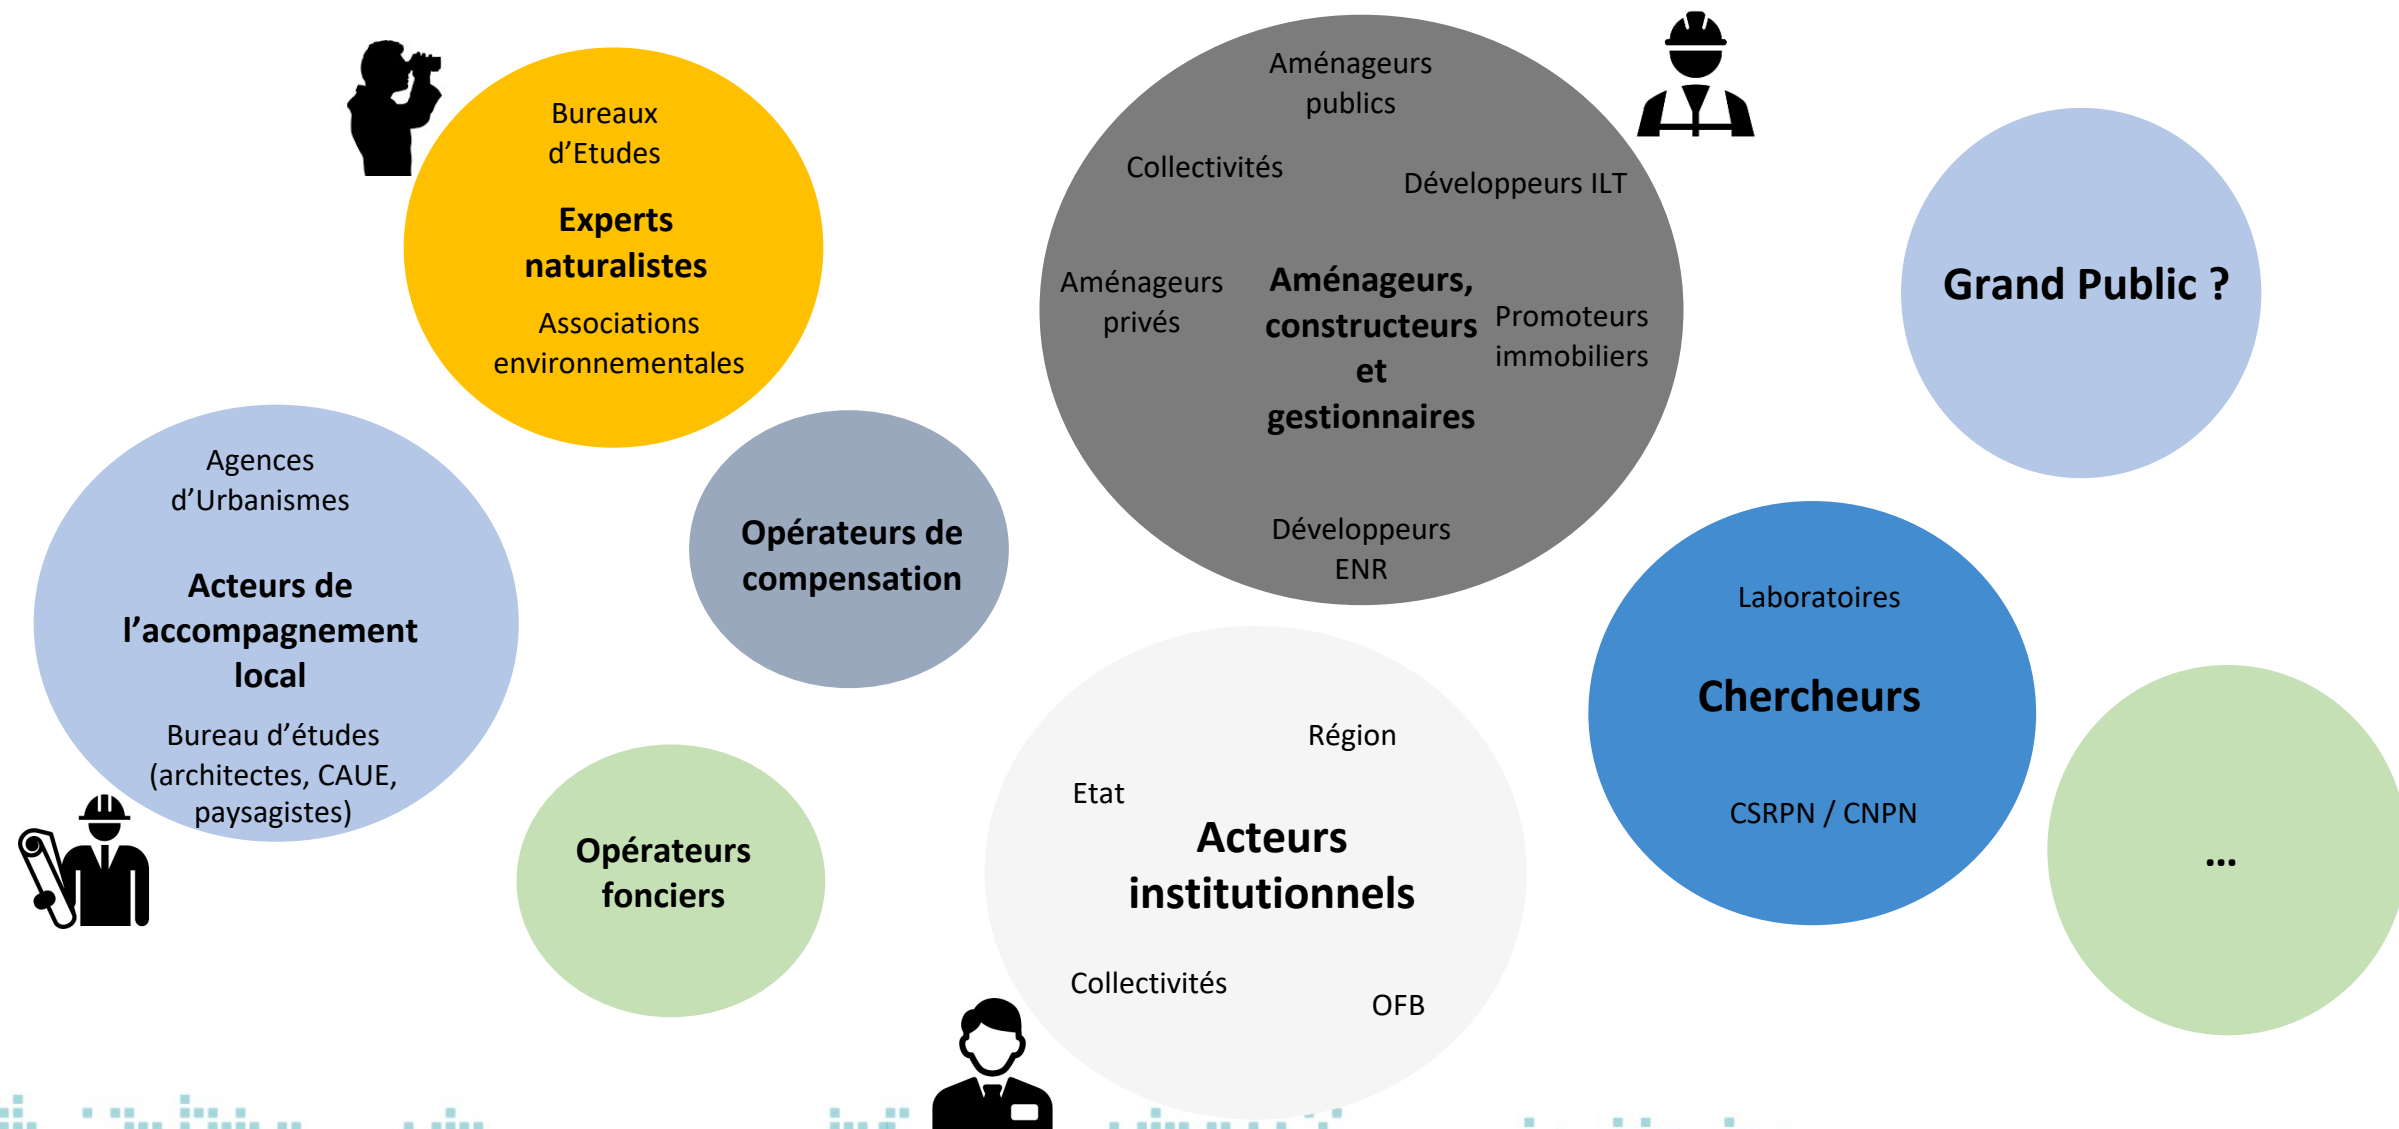 Bureaux
d’Etudes
Experts
naturalistes
Associations
environnementales
Aménageurs
publics
Collectivités
Développeurs ILT
Aménageurs
privés
Aménageurs,
constructeurs
et
gestionnaires
Promoteurs
immobiliers
Développeurs
ENR
Grand Public ?
Agences
d’Urbanismes
Acteurs de
l’accompagnement
local
Bureau d’études
(architectes, CAUE,
paysagistes)
Opérateurs de
compensation
Opérateurs
fonciers
Région
Etat
Acteurs
institutionnels
Collectivités
OFB
Laboratoires
Chercheurs
CSRPN / CNPN
...